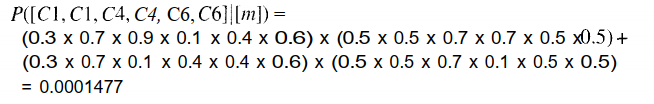 P([C1, C1, C4, C4, C6, C6]|[m]) =
(0.3 x 0.7 x 0.9 x 0.1 x 0.4 x 0.6) x (0.5 x 0.5 x 0.7 x 0.7 x 0.5 x0.5) +
(0.3 x 0.7 x 0.1 x 0.4 x 0.4 x 0.6) x (0.5 x 0.5 x 0.7 x 0.1 x 0.5 x 0.5)
= 0.0001477